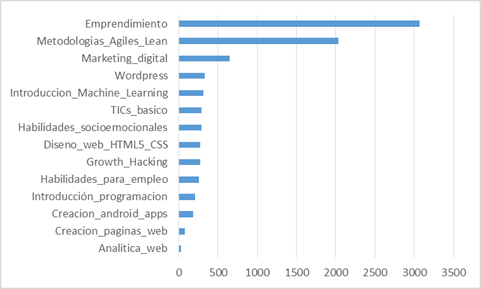 Emprendimiento
Metodologias_Agiles_Lean
Marketing_digital
Wordpress
Introduccion_Machine_Learning
TICs_basico
Habilidades_socioemocionales
Diseno_web_HTML5_CSS
Growth_Hacking
Habilidades_para_empleo
Introducción_programacion
Creacion_android_apps
Creacion_paginas_web
Analitica_web
0 500 1000 1500 2000 2500 3000 3500